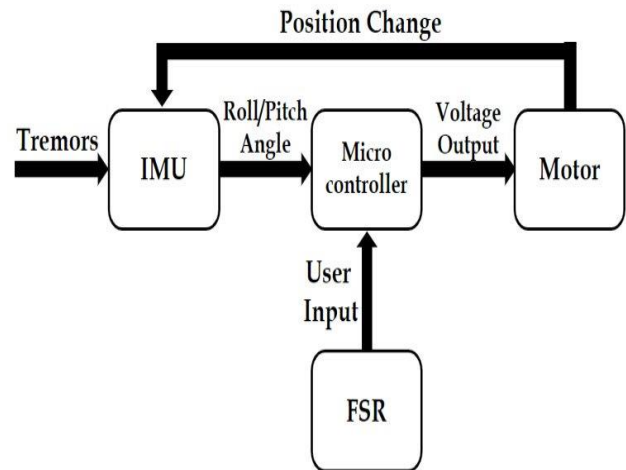 Position Change
Tremors
IMU
Roll/Pitch
Angle
Micro
controller
Voltage
Output
Motor
User
Input
FSR